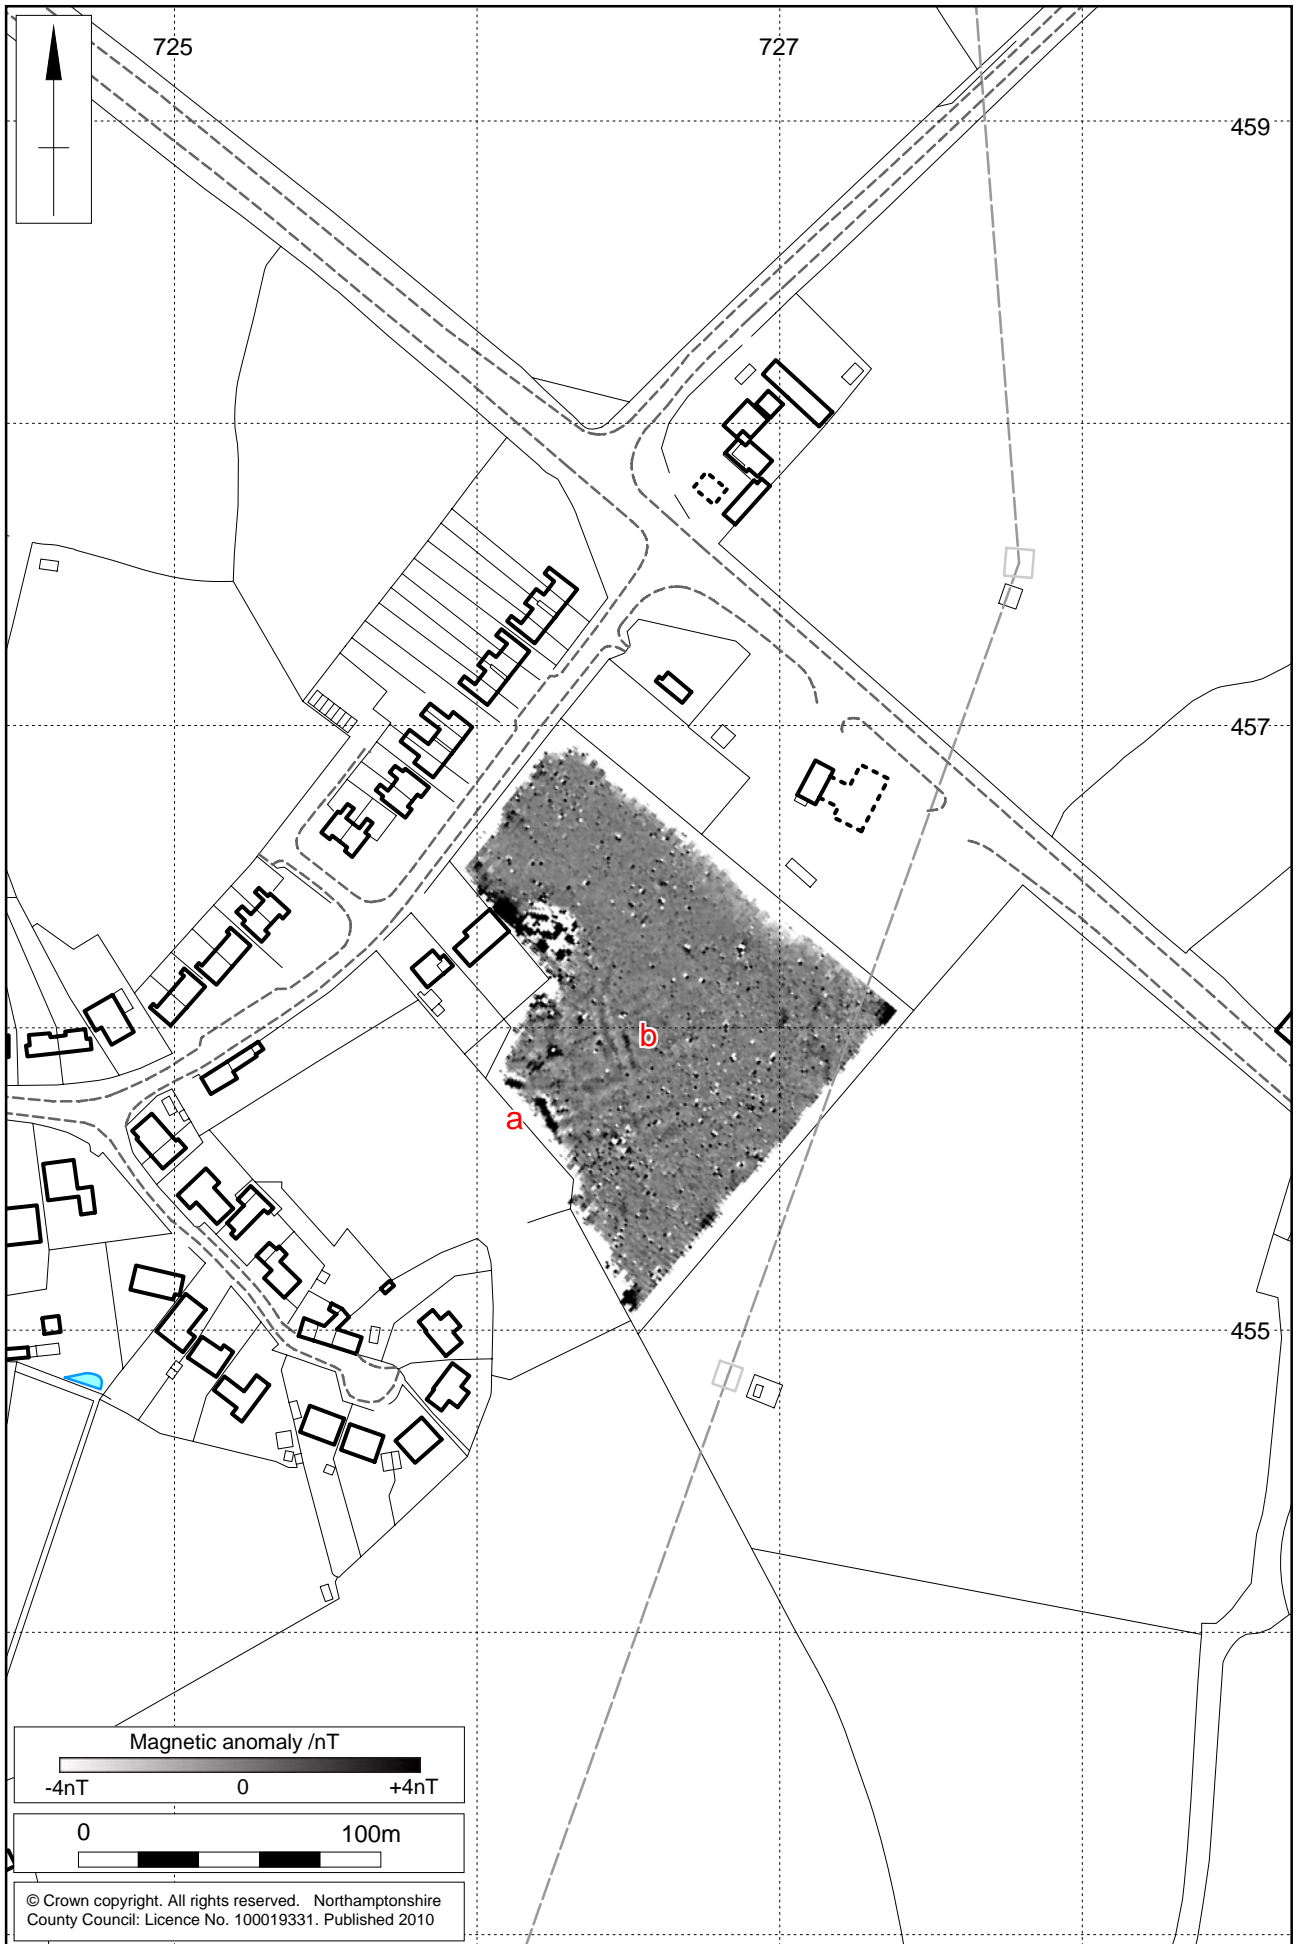 725
727
459
457
b
a
455
Magnetic anomaly /nT
-4nT 0 +4nT
0 100m
© Crown copyright. All rights reserved. Northamptonshire
County Council: Licence No. 100019331. Published 2010